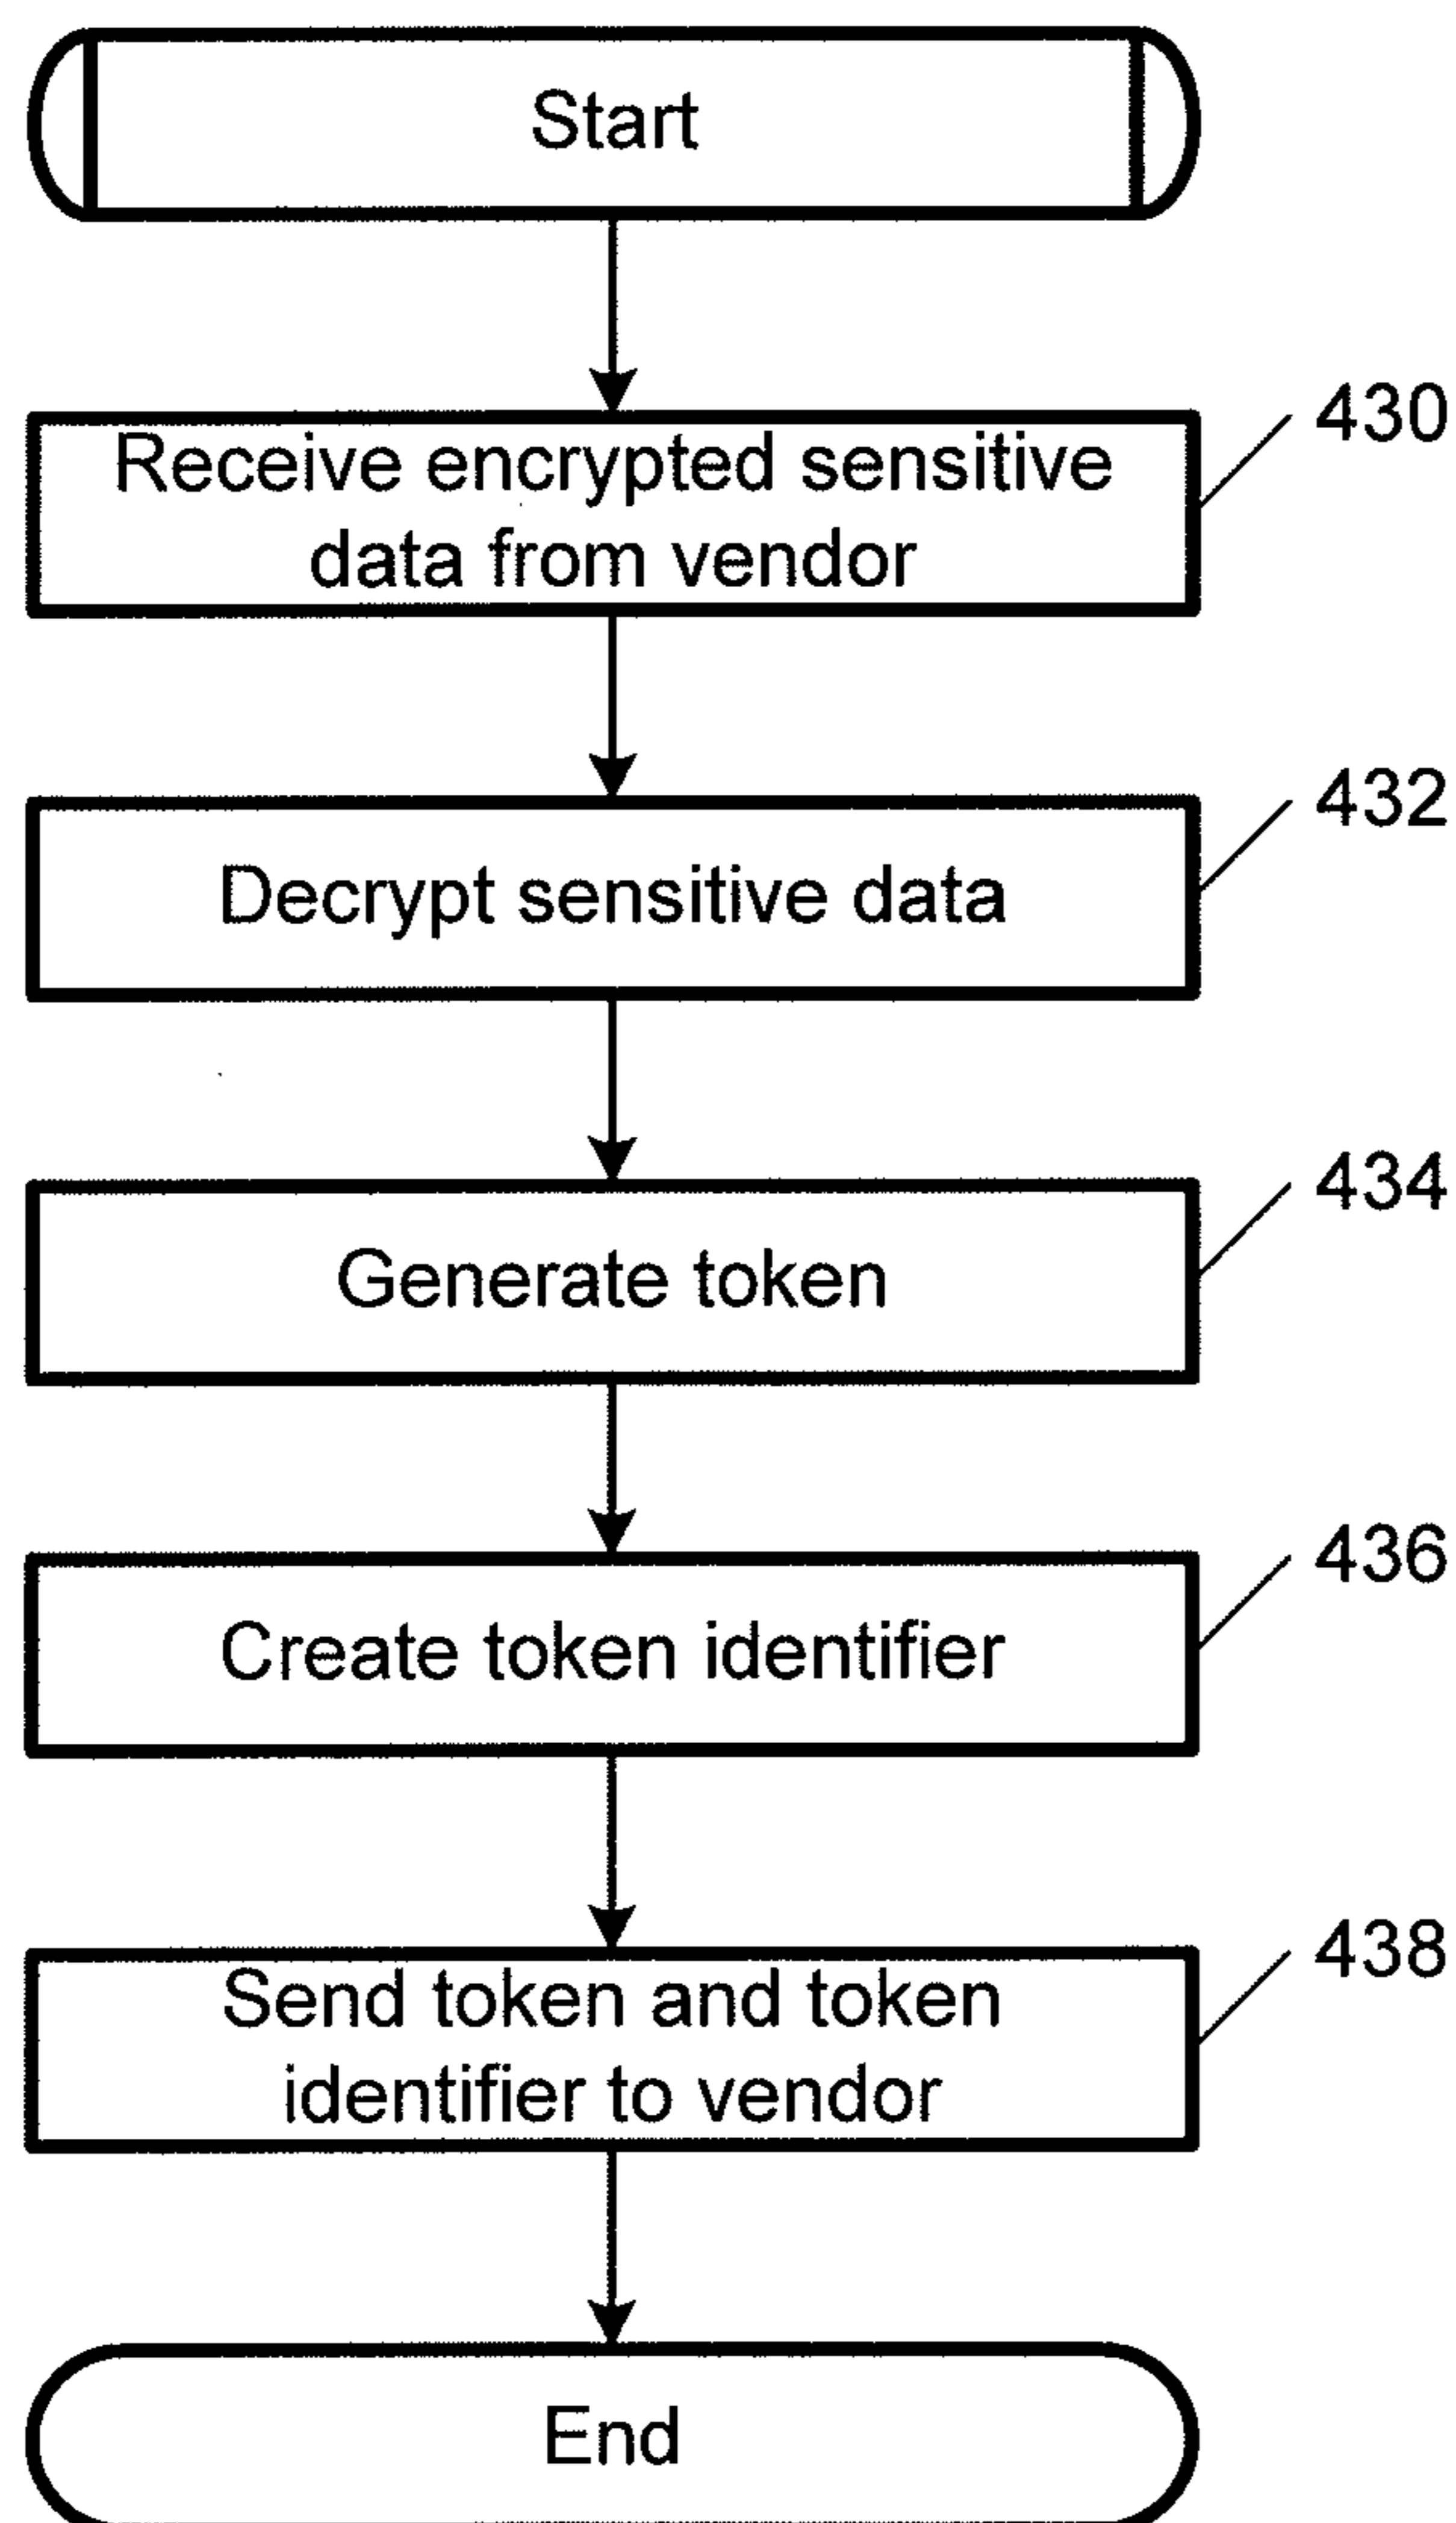 Start
430
Receive encrypted sensitive
data from vendor
432
Decrypt sensitive data
434
Generate token
436
Create token identifier
438
Send token and token
identifier to vendor
End